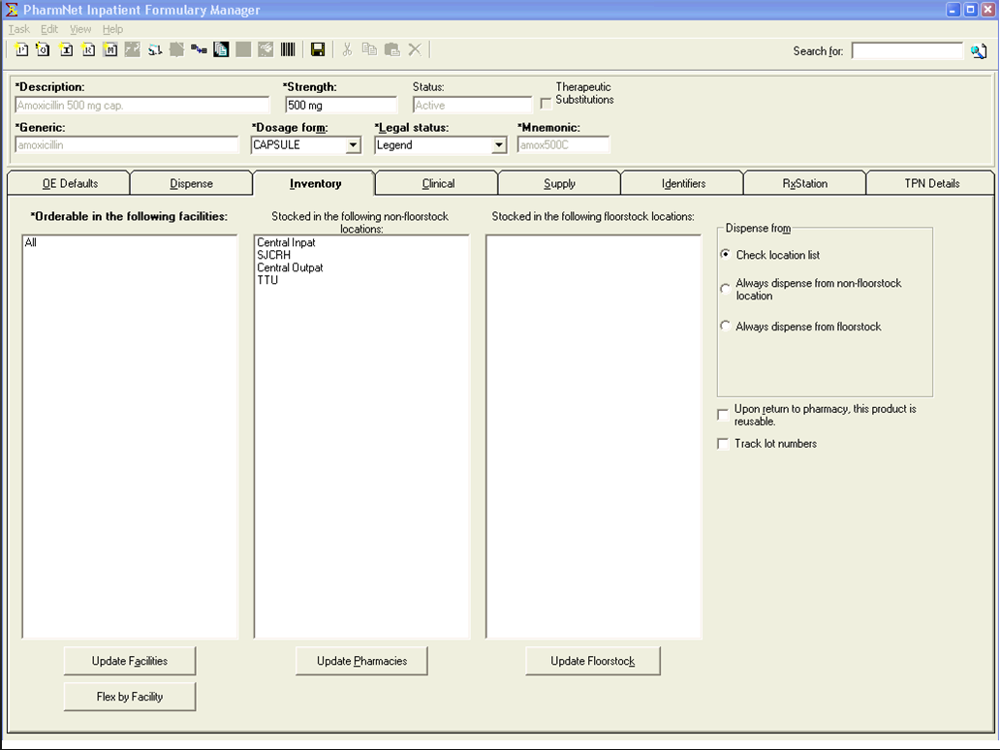 PharmNet Inpatient Formulary Manager
Task Edit View Help
Search for:
*Description: *Strength: Status: Therapeutic
Substitutions
Amoxicillin 500 mg cap. 500 mg Active
*Generic: *Dosage form: *Legal status: *Mnemonic:
amoxicillin CAPSULE Legend amox500C
OE Defaults Dispense Inventory Clinical Supply Identifiers RxStation TPN Details
*Orderable in the following facilities:
All
Update Facilities
Flex by Facility
Stocked in the following non-floorstock
locations:
Central Inpat
SJCRH
Central Outpat
TTU
Update Pharmacies
Stocked in the following floorstock locations:
Update Floorstock
Dispense from
Check location list
Always dispense from non-floorstock
location
Always dispense from floorstock
Upon return to pharmacy, this product is
reusable.
Track lot numbers